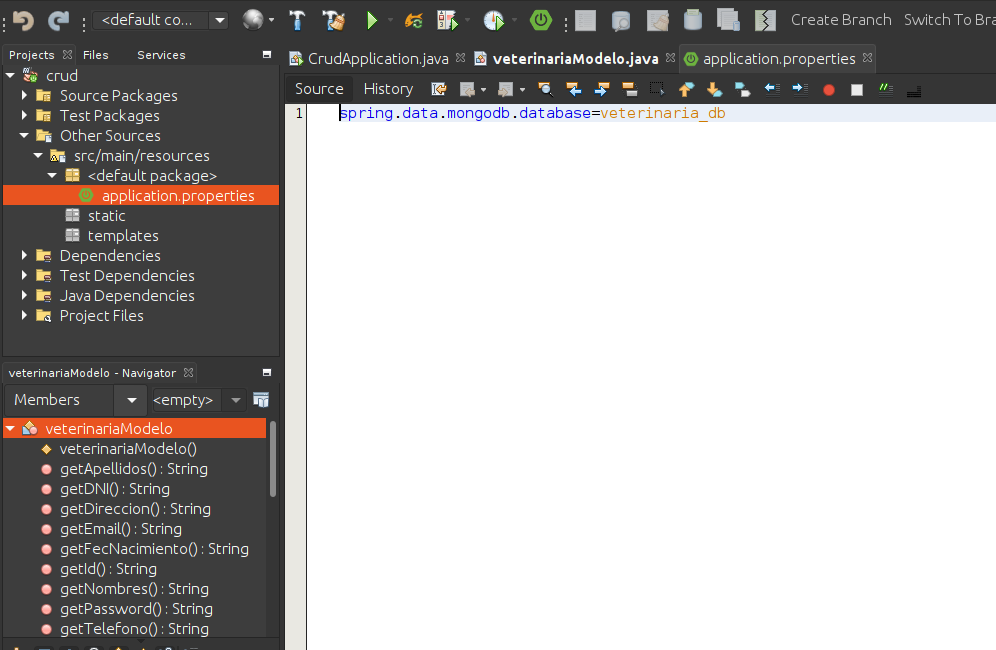 <default co...
Create Branch
Switch To Bra
Projects Files Services
crud
Source Packages
Test Packages
Other Sources
src/main/resources
<default package>
application.properties
static
templates
Dependencies
Test Dependencies
Java Dependencies
Project Files
veterinariaModelo - Navigator
Members <empty>
veterinariaModelo
veterinariaModelo()
getApellidos() : String
getDNI() : String
getDireccion() : String
getEmail() : String
getFecNacimiento() : String
getId() : String
getNombres() : String
getPassword() : String
getTelefono() : String
CrudApplication.java veterinariaModelo.java application.properties
Source History
1 spring.data.mongodb.database=veterinaria_db